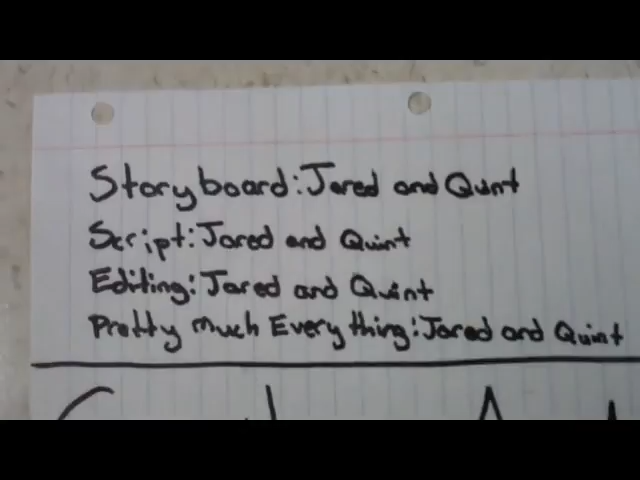 Storyboard: Jared and Quint
Script: Jared and Quint
Editing: Jared and Quint
Pretty much Everything: Jared and Quint